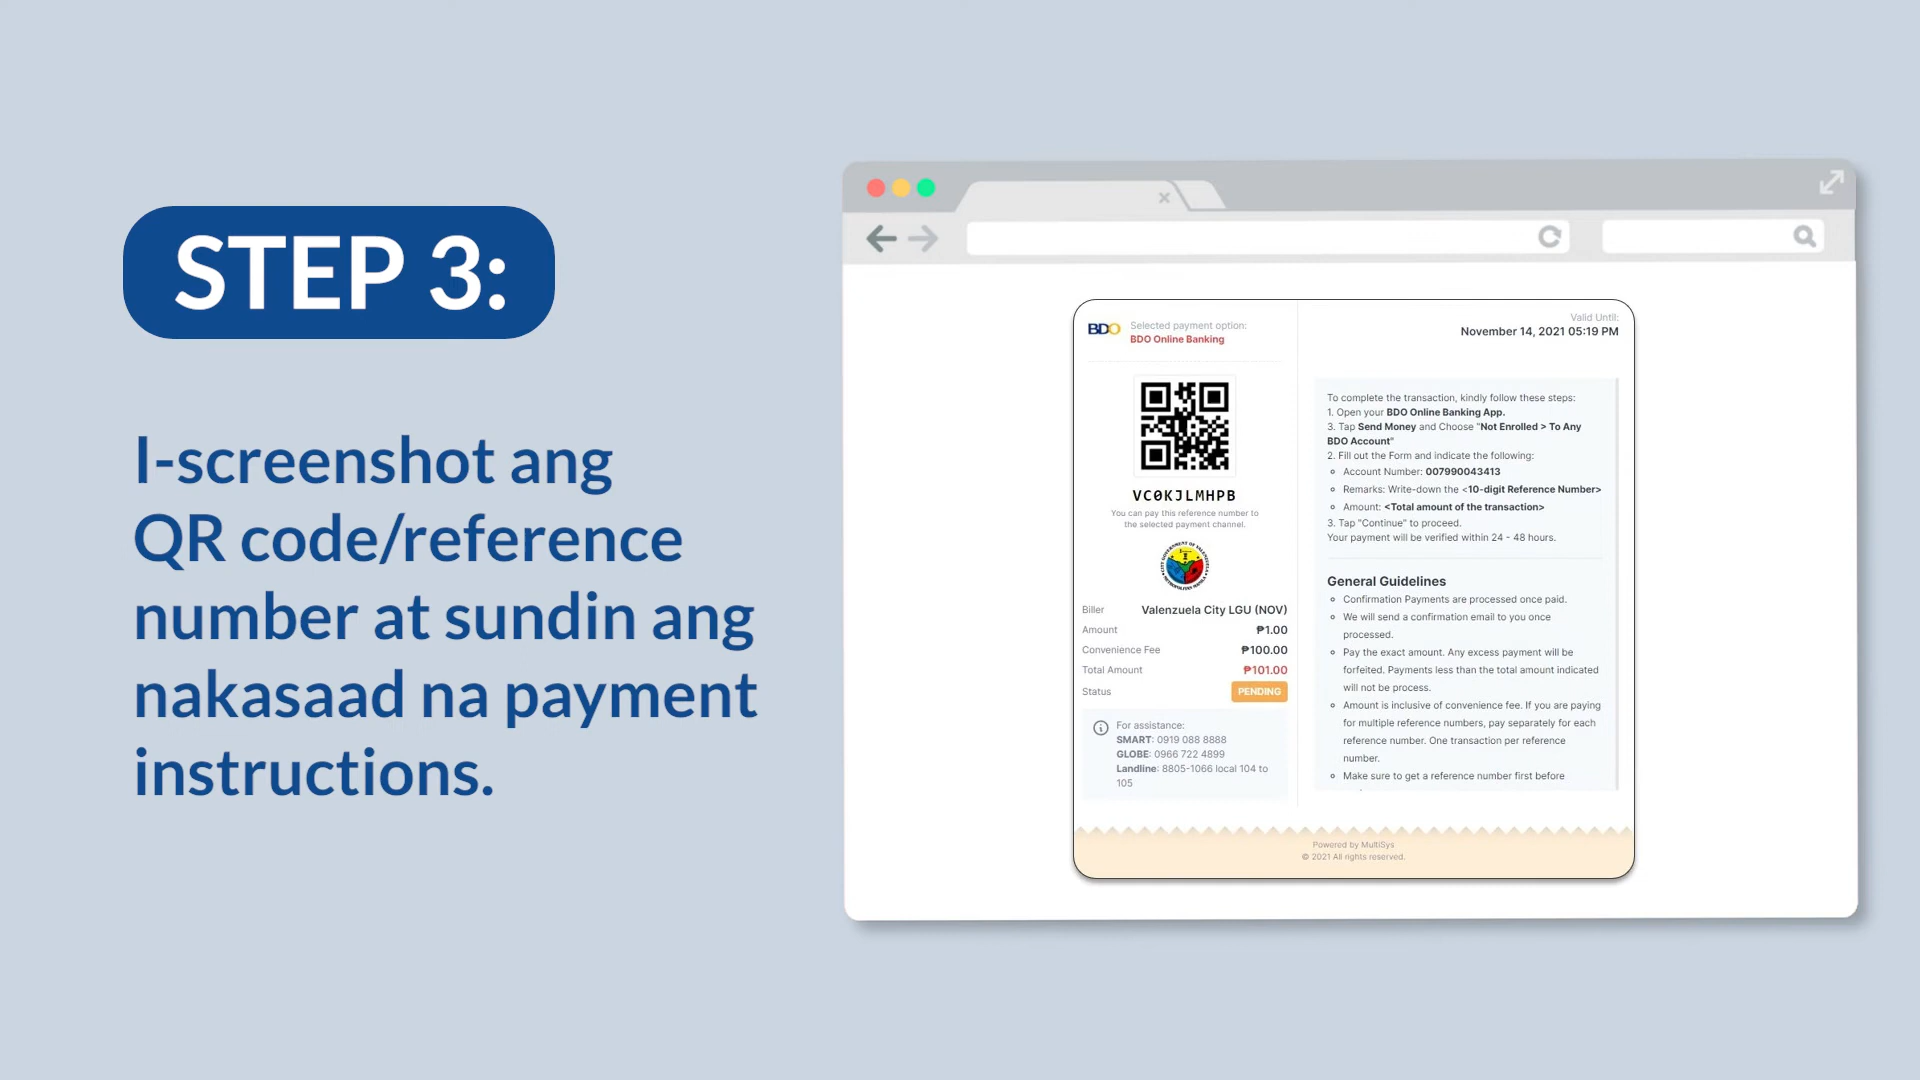 STEP 3:
I-screenshot ang
QR code/reference
number at sundin ang
nakasaad na payment
instructions.
BDO
Selected payment option:
BDO Online Banking
VC0KJLMHPB
You can pay this reference number to
the selected payment channel.
Biller Valenzuela City LGU (NOV)
Amount ₱1.00
Convenience Fee ₱100.00
Total Amount ₱101.00
Status PENDING
For assistance:
SMART: 0919 088 8888
GLOBE: 0966 722 4899
Landline: 8805-1066 local 104 to
105
Valid Until:
November 14, 2021 05:19 PM
To complete the transaction, kindly follow these steps:
1. Open your BDO Online Banking App.
3. Tap Send Money and Choose "Not Enrolled > To Any
BDO Account"
2. Fill out the Form and indicate the following:
Account Number: 007990043413
Remarks: Write-down the <10-digit Reference Number>
Amount: <Total amount of the transaction>
3. Tap "Continue" to proceed.
Your payment will be verified within 24 - 48 hours.
General Guidelines
Confirmation Payments are processed once paid.
We will send a confirmation email to you once
processed.
Pay the exact amount. Any excess payment will be
forfeited. Payments less than the total amount indicated
will not be process.
Amount is inclusive of convenience fee. If you are paying
for multiple reference numbers, pay separately for each
reference number. One transaction per reference
number.
Make sure to get a reference number first before
Powered by MultiSys
© 2021 All rights reserved.